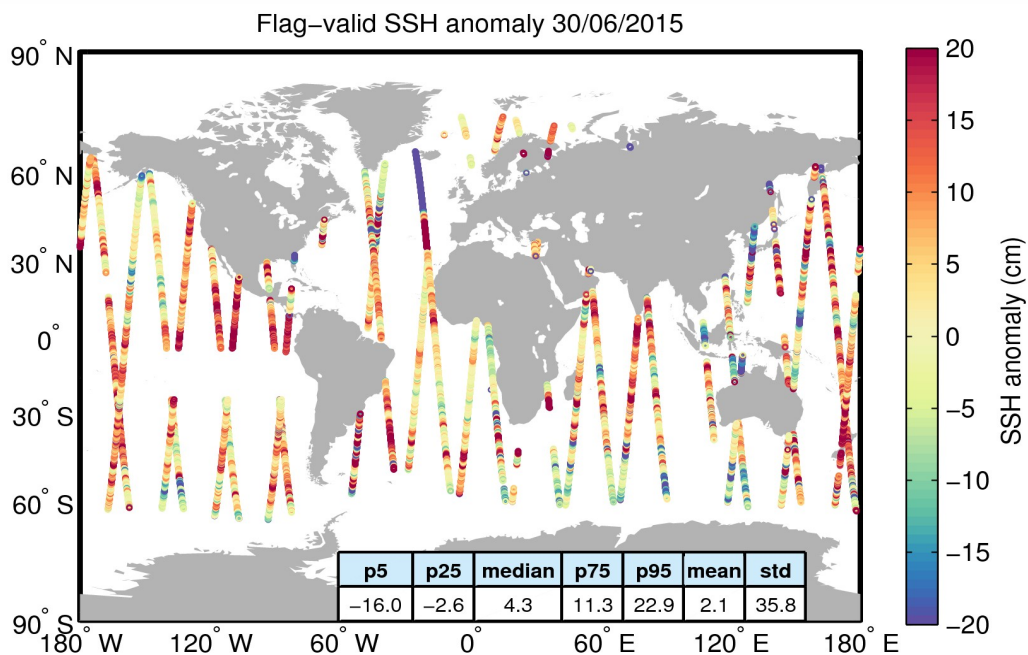 Flag−valid SSH anomaly 30/06/2015
90° N
60° N
30° N
0°
30° S
60° S
90° S
180° W
120° W
60° W
0°
60° E
120° E
180° E
p5 p25 median p75 p95 mean std
−16.0 −2.6 4.3 11.3 22.9 2.1 35.8
20
15
10
5
0
−5
−10
−15
−20
SSH anomaly (cm)